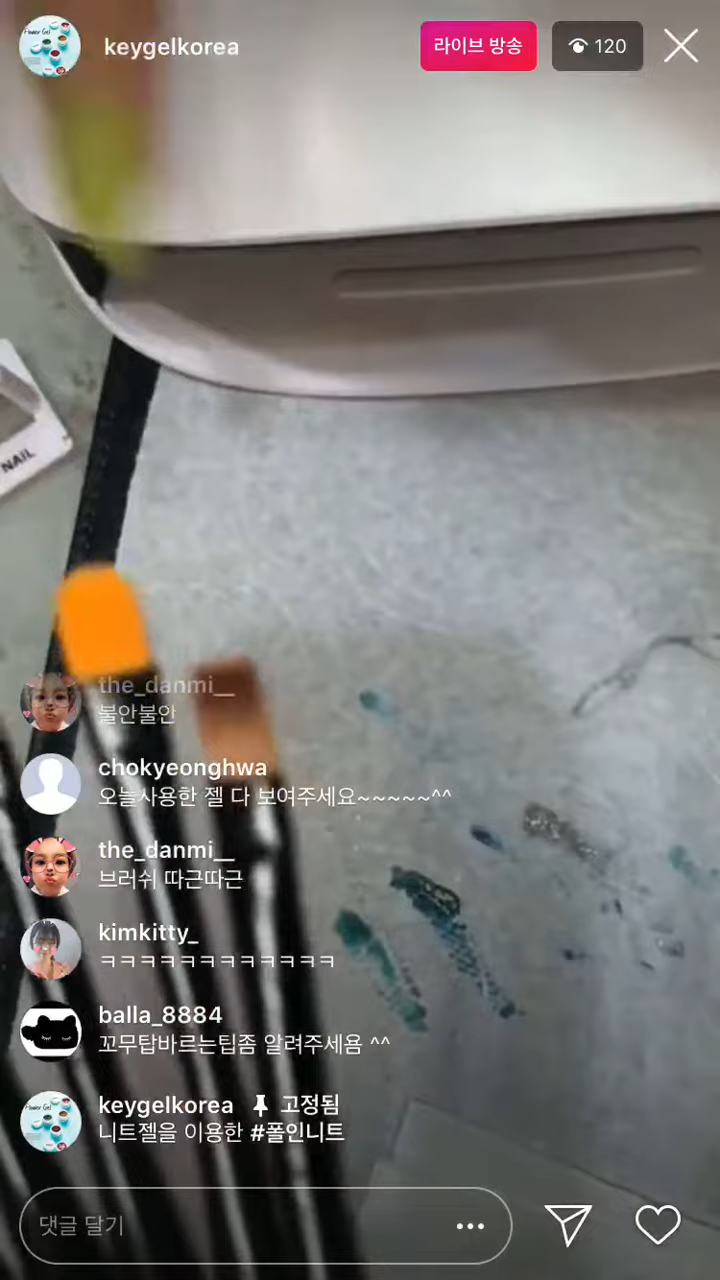 keygelkorea
라이브 방송
120
NAIL
the_danmi__
불안불안
chokyeonghwa
오늘사용한 젤 다 보여주세요~~~~~^^
the_danmi__
브러쉬 따근따근
kimkitty_
ㅋㅋㅋㅋㅋㅋㅋㅋㅋㅋㅋㅋ
balla_8884
꼬무탑바르는팁좀 알려주세욤 ^^
keygelkorea 고정됨
니트젤을 이용한 #폴인니트
댓글 달기